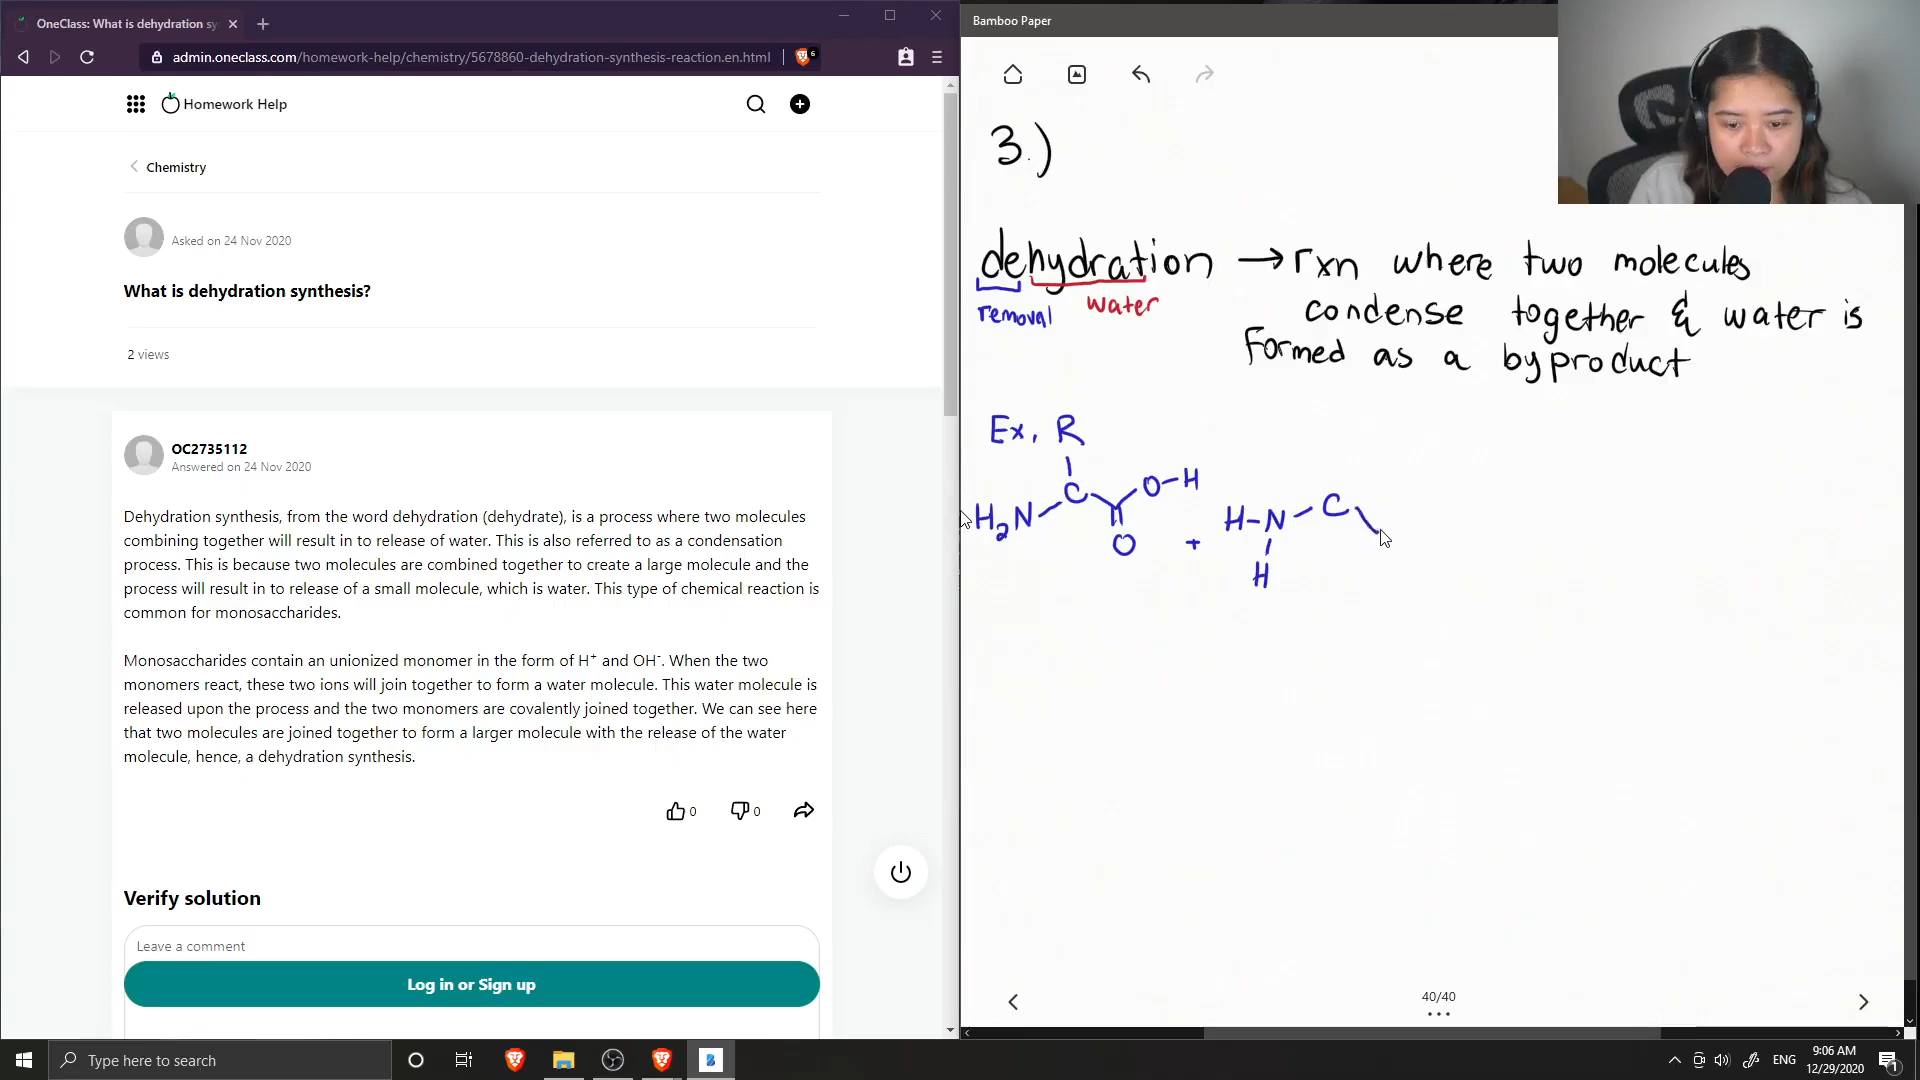 OneClass: What is dehydration sy
admin.oneclass.com/homework-help/chemistry/5678860-dehydration-synthesis-reaction.en.html
6
Homework Help
Chemistry
Asked on 24 Nov 2020
What is dehydration synthesis?
2 views
OC2735112
Answered on 24 Nov 2020
Dehydration synthesis, from the word dehydration (dehydrate), is a process where two molecules
combining together will result in to release of water. This is also referred to as a condensation
process. This is because two molecules are combined together to create a large molecule and the
process will result in to release of a small molecule, which is water. This type of chemical reaction is
common for monosaccharides.
Monosaccharides contain an unionized monomer in the form of H⁺ and OH⁻. When the two
monomers react, these two ions will join together to form a water molecule. This water molecule is
released upon the process and the two monomers are covalently joined together. We can see here
that two molecules are joined together to form a larger molecule with the release of the water
molecule, hence, a dehydration synthesis.
0 0
Verify solution
Leave a comment
Log in or Sign up
Bamboo Paper
3.)
dehydration → rxn where two molecules
removal water
condense together & water is
formed as a byproduct
Ex. R
C O-H
H₂N
O
+ H-N C
H
40/40
Type here to search
B
ENG
9:06 AM
12/29/2020
1